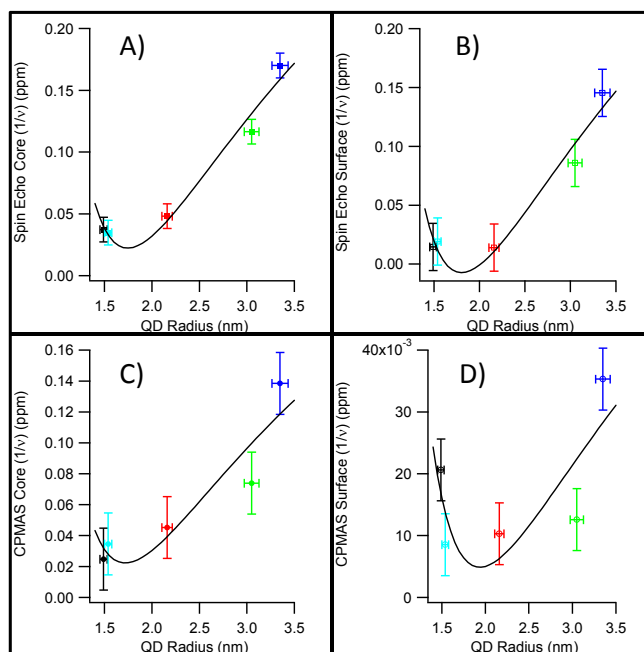 A)
Spin Echo Core (1/ν) (ppm)
0.20
0.15
0.10
0.05
0.00
1.5 2.0 2.5 3.0 3.5
QD Radius (nm)
B)
Spin Echo Surface (1/ν) (ppm)
0.20
0.15
0.10
0.05
0.00
1.5 2.0 2.5 3.0 3.5
QD Radius (nm)
C)
CPMAS Core (1/ν) (ppm)
0.16
0.14
0.12
0.10
0.08
0.06
0.04
0.02
0.00
1.5 2.0 2.5 3.0 3.5
QD Radius (nm)
D)
CPMAS Surface (1/ν) (ppm)
40x10⁻³
30
20
10
0
1.5 2.0 2.5 3.0 3.5
QD Radius (nm)